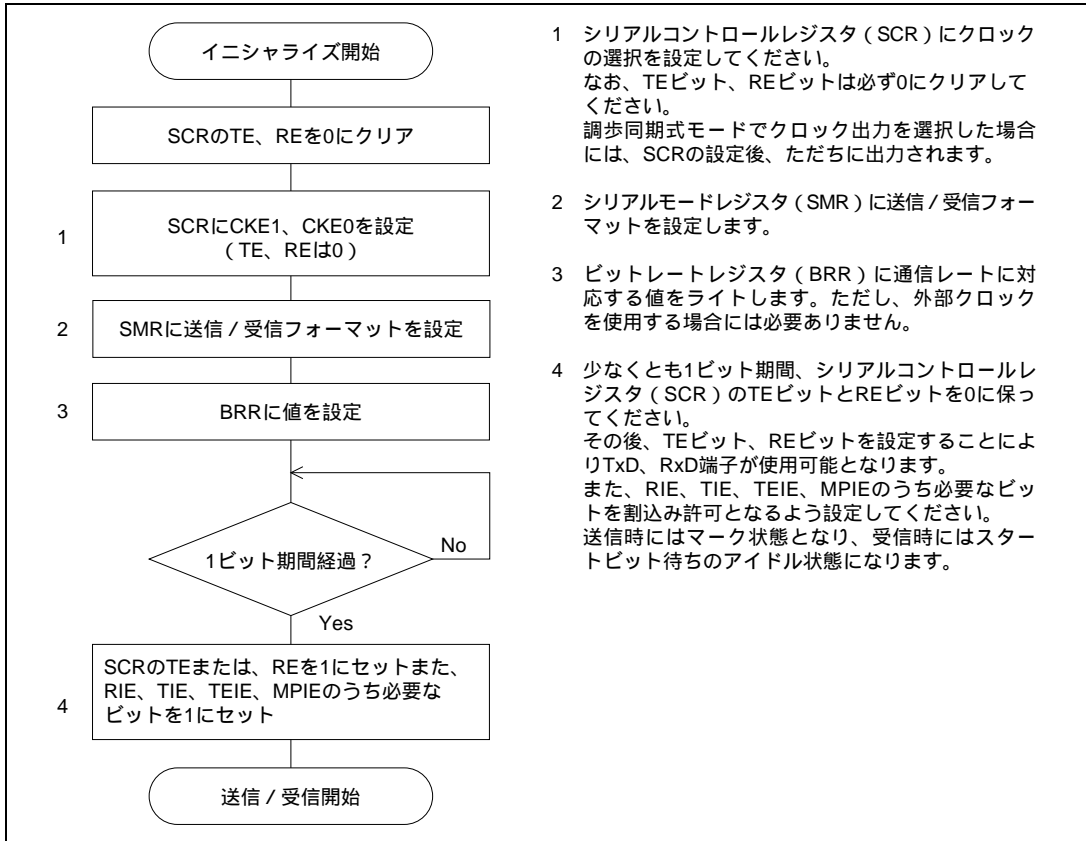 イニシャライズ開始
SCRのTE、REを0にクリア
1
SCRにCKE1、CKE0を設定
（TE、REは0）
2
SMRに送信／受信フォーマットを設定
3
BRRに値を設定
1ビット期間経過？
No
Yes
4
SCRのTEまたは、REを1にセットまた、
RIE、TIE、TEIE、MPIEのうち必要な
ビットを1にセット
送信／受信開始
1 シリアルコントロールレジスタ（SCR）にクロック
の選択を設定してください。
なお、TEビット、REビットは必ず0にクリアして
ください。
調歩同期式モードでクロック出力を選択した場合
には、SCRの設定後、ただちに出力されます。
2 シリアルモードレジスタ（SMR）に送信／受信フォー
マットを設定します。
3 ビットレートレジスタ（BRR）に通信レートに対
応する値をライトします。ただし、外部クロック
を使用する場合には必要ありません。
4 少なくとも1ビット期間、シリアルコントロールレ
ジスタ（SCR）のTEビットとREビットを0に保っ
てください。
その後、TEビット、REビットを設定することによ
りTxD、RxD端子が使用可能となります。
また、RIE、TIE、TEIE、MPIEのうち必要なビッ
トを割込み許可となるよう設定してください。
送信時にはマーク状態となり、受信時にはスター
トビット待ちのアイドル状態になります。